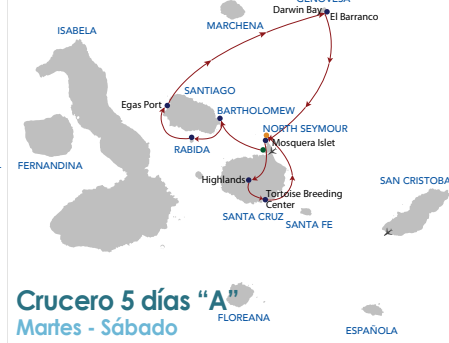 GENOVESA
Darwin Bay
El Barranco
MARCHENA
ISABELA
SANTIAGO
Egas Port
BARTHOLOMEW
NORTH SEYMOUR
Mosquera Islet
RABIDA
FERNANDINA
Highlands
SAN CRISTOBA
Tortoise Breeding
Center
SANTA CRUZ
SANTA FE
Crucero 5 días “A”
Martes - Sábado
FLOREANA
ESPAÑOLA